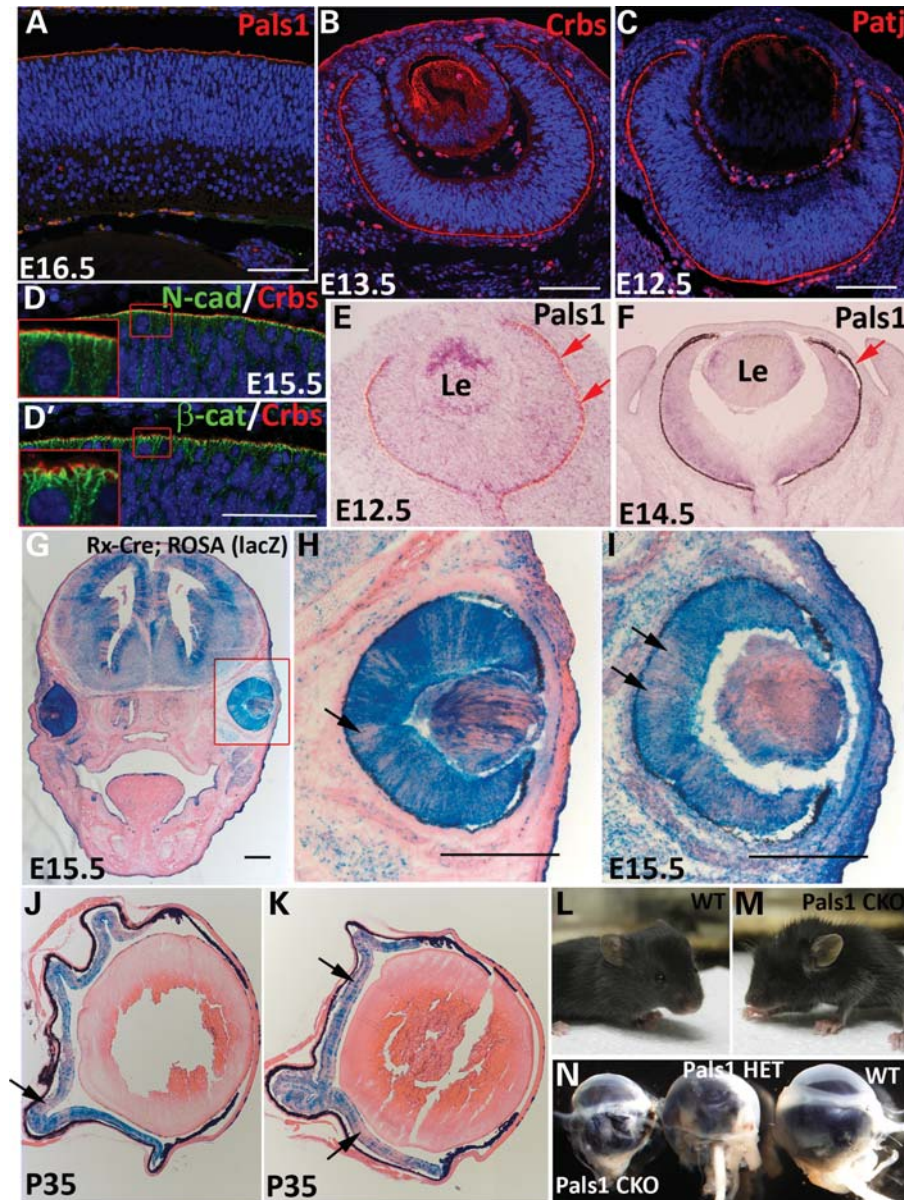 A
Pals1
E16.5
B
Crbs
E13.5
C
Patj
E12.5
D
N-cad/Crbs
E15.5
D′
β-cat/Crbs
E
Pals1
Le
E12.5
F
Pals1
Le
E14.5
G
Rx-Cre; ROSA (lacZ)
E15.5
H
I
E15.5
J
P35
K
P35
L
WT
M
Pals1 CKO
N
Pals1 HET
WT
Pals1 CKO